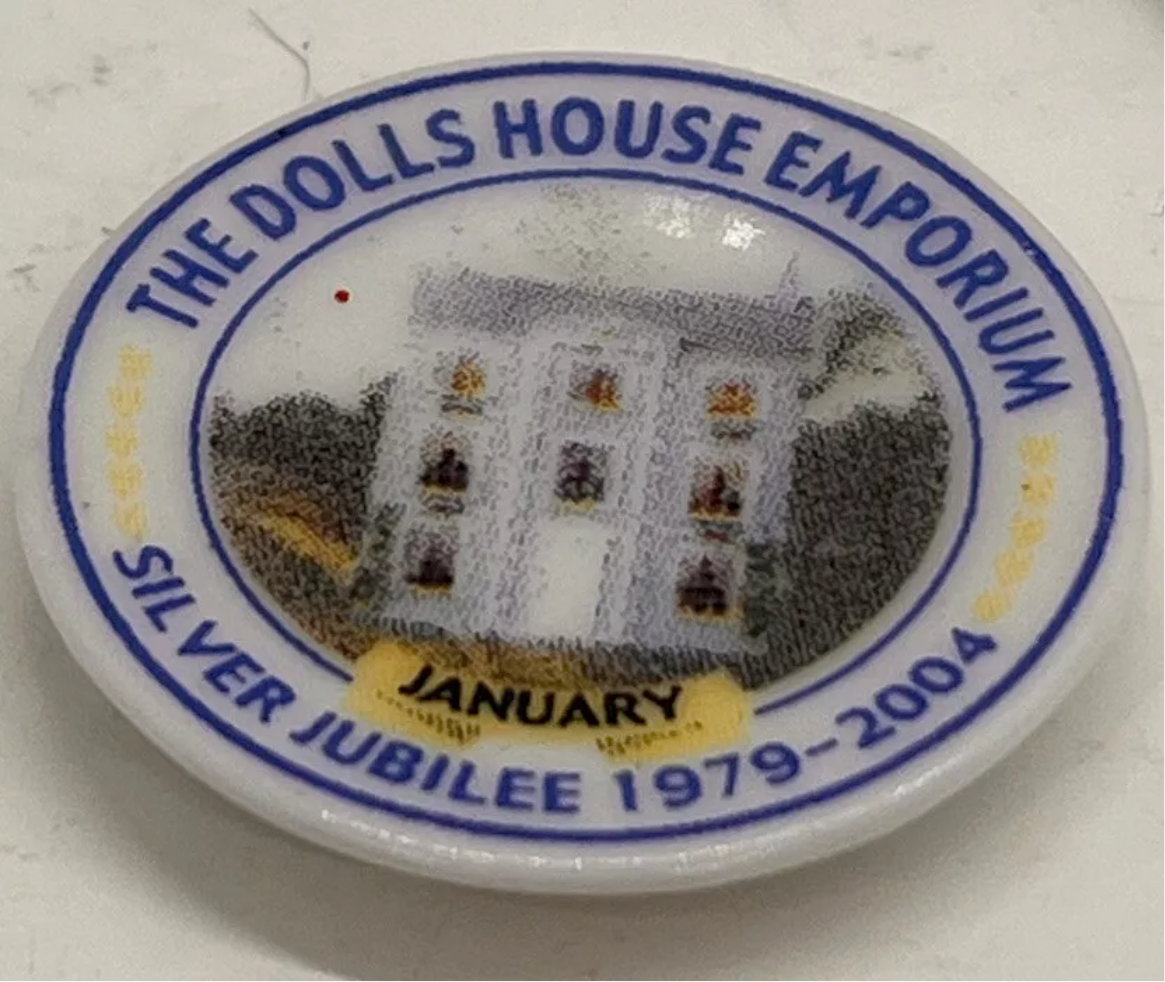 THE DOLLS HOUSE EMPORIUM
JANUARY
SILVER JUBILEE 1979-2004